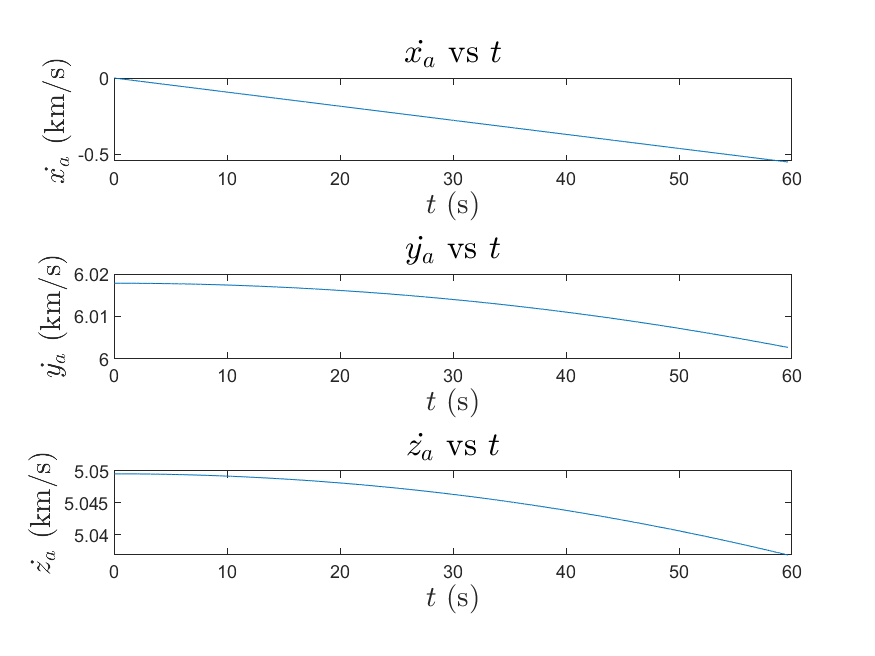 ẋₐ vs t
ẋₐ (km/s)
0
-0.5
0 10 20 30 40 50 60
t (s)
ẏₐ vs t
ẏₐ (km/s)
6.02
6.01
6
0 10 20 30 40 50 60
t (s)
żₐ vs t
żₐ (km/s)
5.05
5.045
5.04
0 10 20 30 40 50 60
t (s)